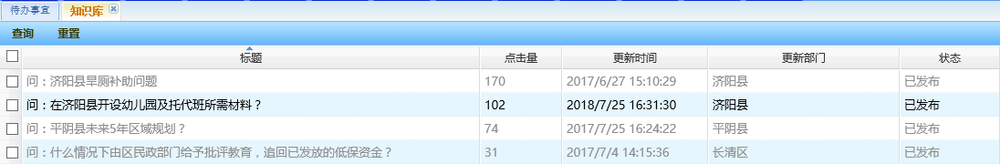 待办事宜 知识库
查询 重置
标题 点击量 更新时间 更新部门 状态
问：济阳县旱厕补助问题 170 2017/6/27 15:10:29 济阳县 已发布
问：在济阳县开设幼儿园及托代班所需材料？ 102 2018/7/25 16:31:30 济阳县 已发布
问：平阴县未来5年区域规划？ 74 2017/7/25 16:24:22 平阴县 已发布
问：什么情况下由区民政部门给予批评教育，追回已发放的低保资金？ 31 2017/7/4 14:15:36 长清区 已发布